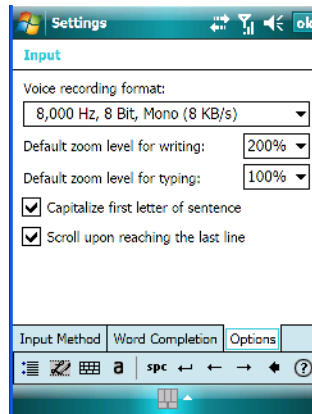 Settings ok
Input
Voice recording format:
8,000 Hz, 8 Bit, Mono (8 KB/s)
Default zoom level for writing: 200%
Default zoom level for typing: 100%
Capitalize first letter of sentence
Scroll upon reaching the last line
Input Method Word Completion Options
a spc ?